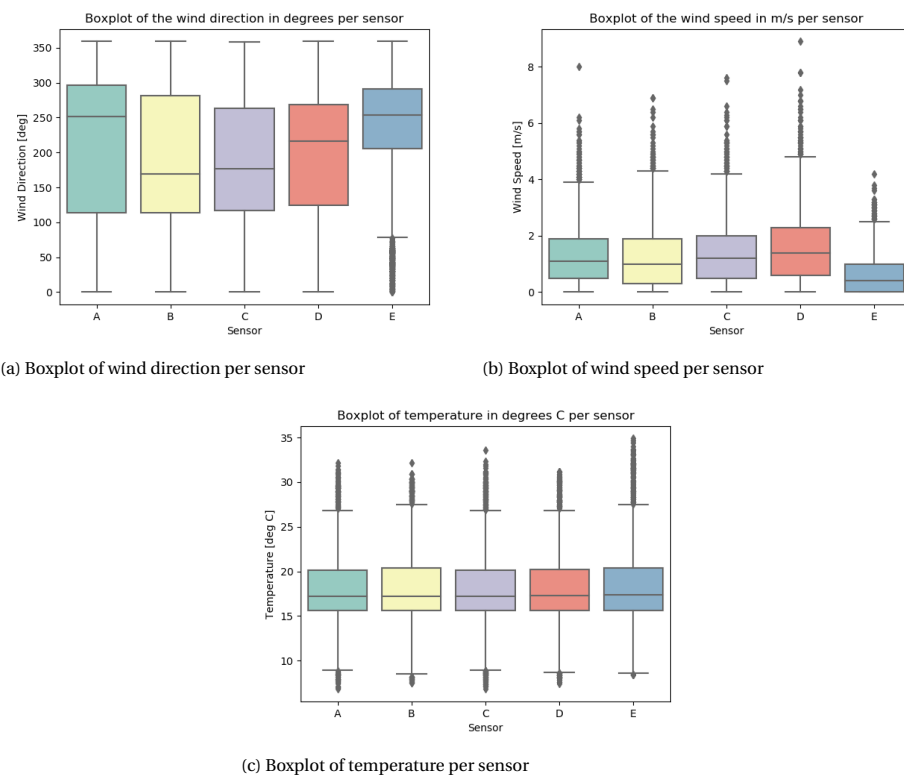 Boxplot of the wind direction in degrees per sensor
Wind Direction [deg]
350
300
250
200
150
100
50
0
A B C D E
Sensor
(a) Boxplot of wind direction per sensor
Boxplot of the wind speed in m/s per sensor
Wind Speed [m/s]
8
6
4
2
0
A B C D E
Sensor
(b) Boxplot of wind speed per sensor
Boxplot of temperature in degrees C per sensor
Temperature [deg C]
35
30
25
20
15
10
A B C D E
Sensor
(c) Boxplot of temperature per sensor